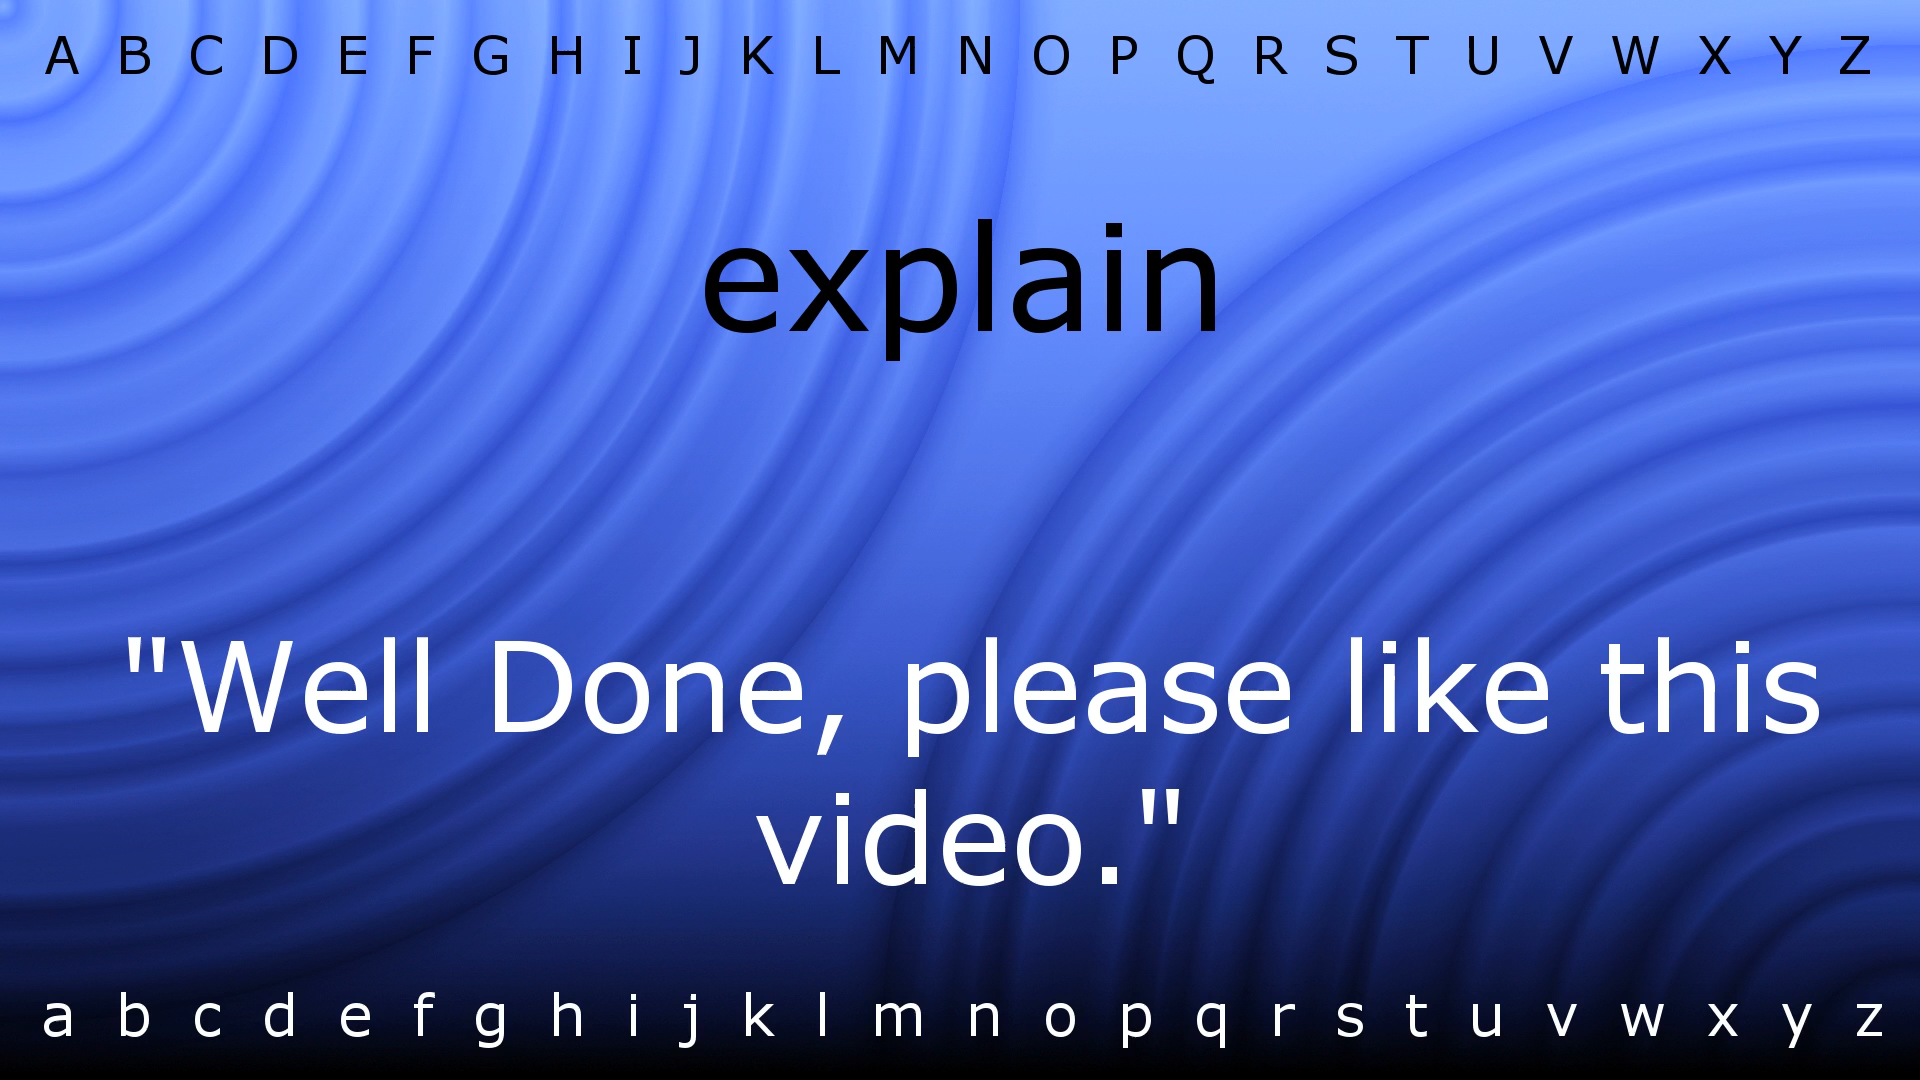 A B C D E F G H I J K L M N O P Q R S T U V W X Y Z
explain
"Well Done, please like this
video."
a b c d e f g h i j k l m n o p q r s t u v w x y z